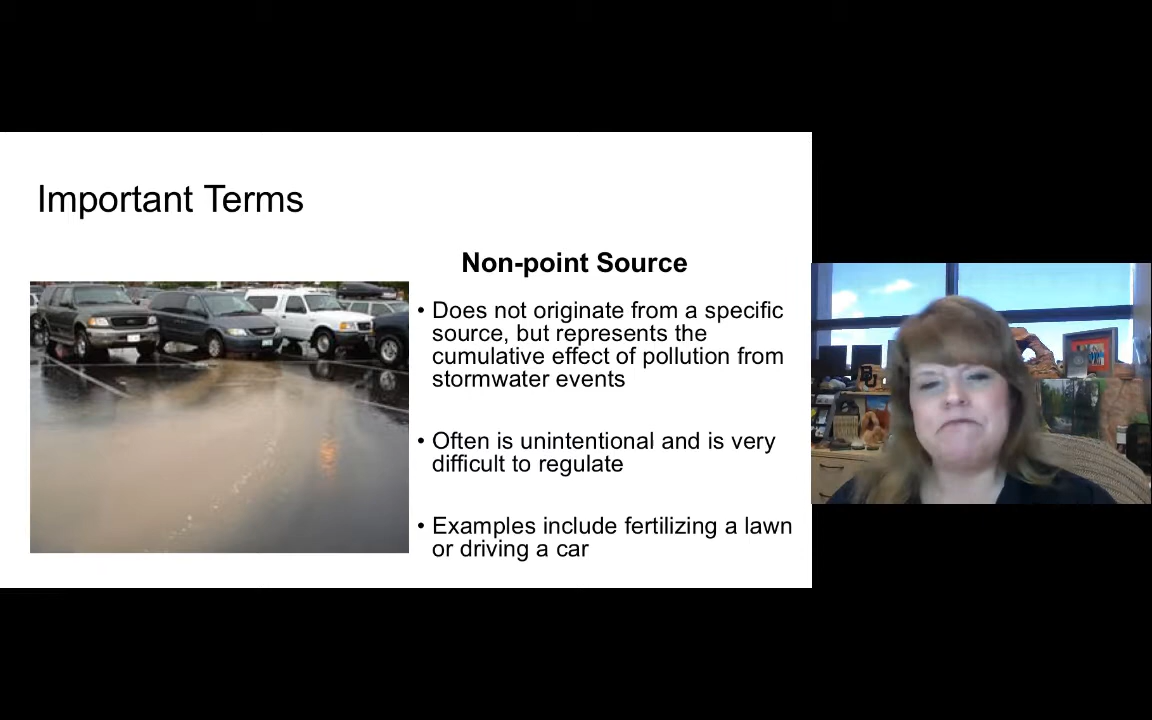 Important Terms
Non-point Source
• Does not originate from a specific
source, but represents the
cumulative effect of pollution from
stormwater events
• Often is unintentional and is very
difficult to regulate
• Examples include fertilizing a lawn
or driving a car